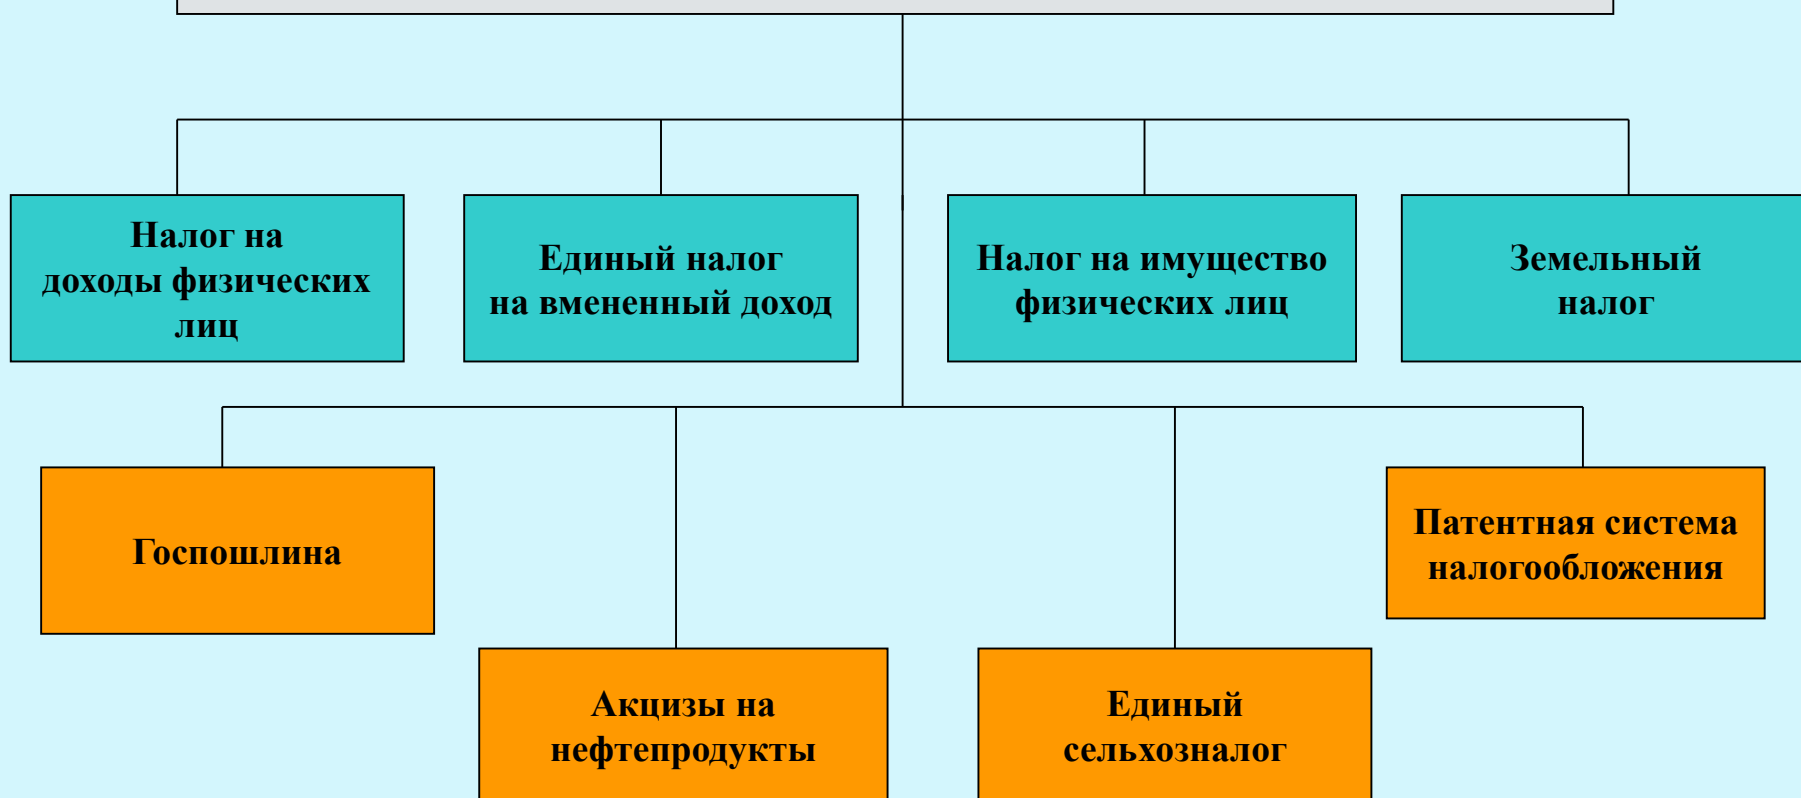 Налог на
доходы физических
лиц
Единый налог
на вмененный доход
Налог на имущество
физических лиц
Земельный
налог
Госпошлина
Патентная система
налогообложения
Акцизы на
нефтепродукты
Единый
сельхозналог